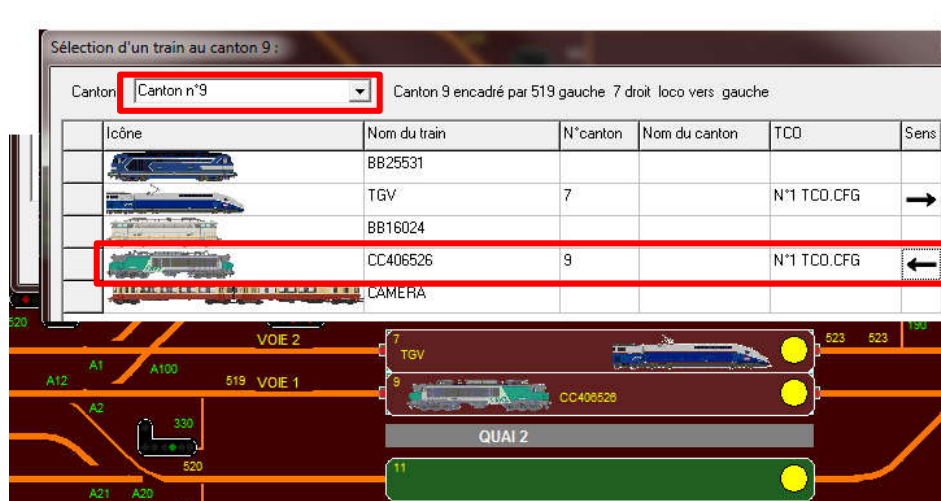 Sélection d'un train au canton 9 :
Canton Canton n°9 Canton 9 encadré par 519 gauche 7 droit loco vers gauche
Icône Nom du train N°canton Nom du canton TCO Sens
BB25531
TGV 7 N°1 TCO.CFG
BB16024
CC406526 9 N°1 TCO.CFG
CAMERA
520 190
VOIE 2 7 523 523
TGV
A1 A100
A12 519 VOIE 1 9
CC406526
A2
330
QUAI 2
520 11
A21 A20